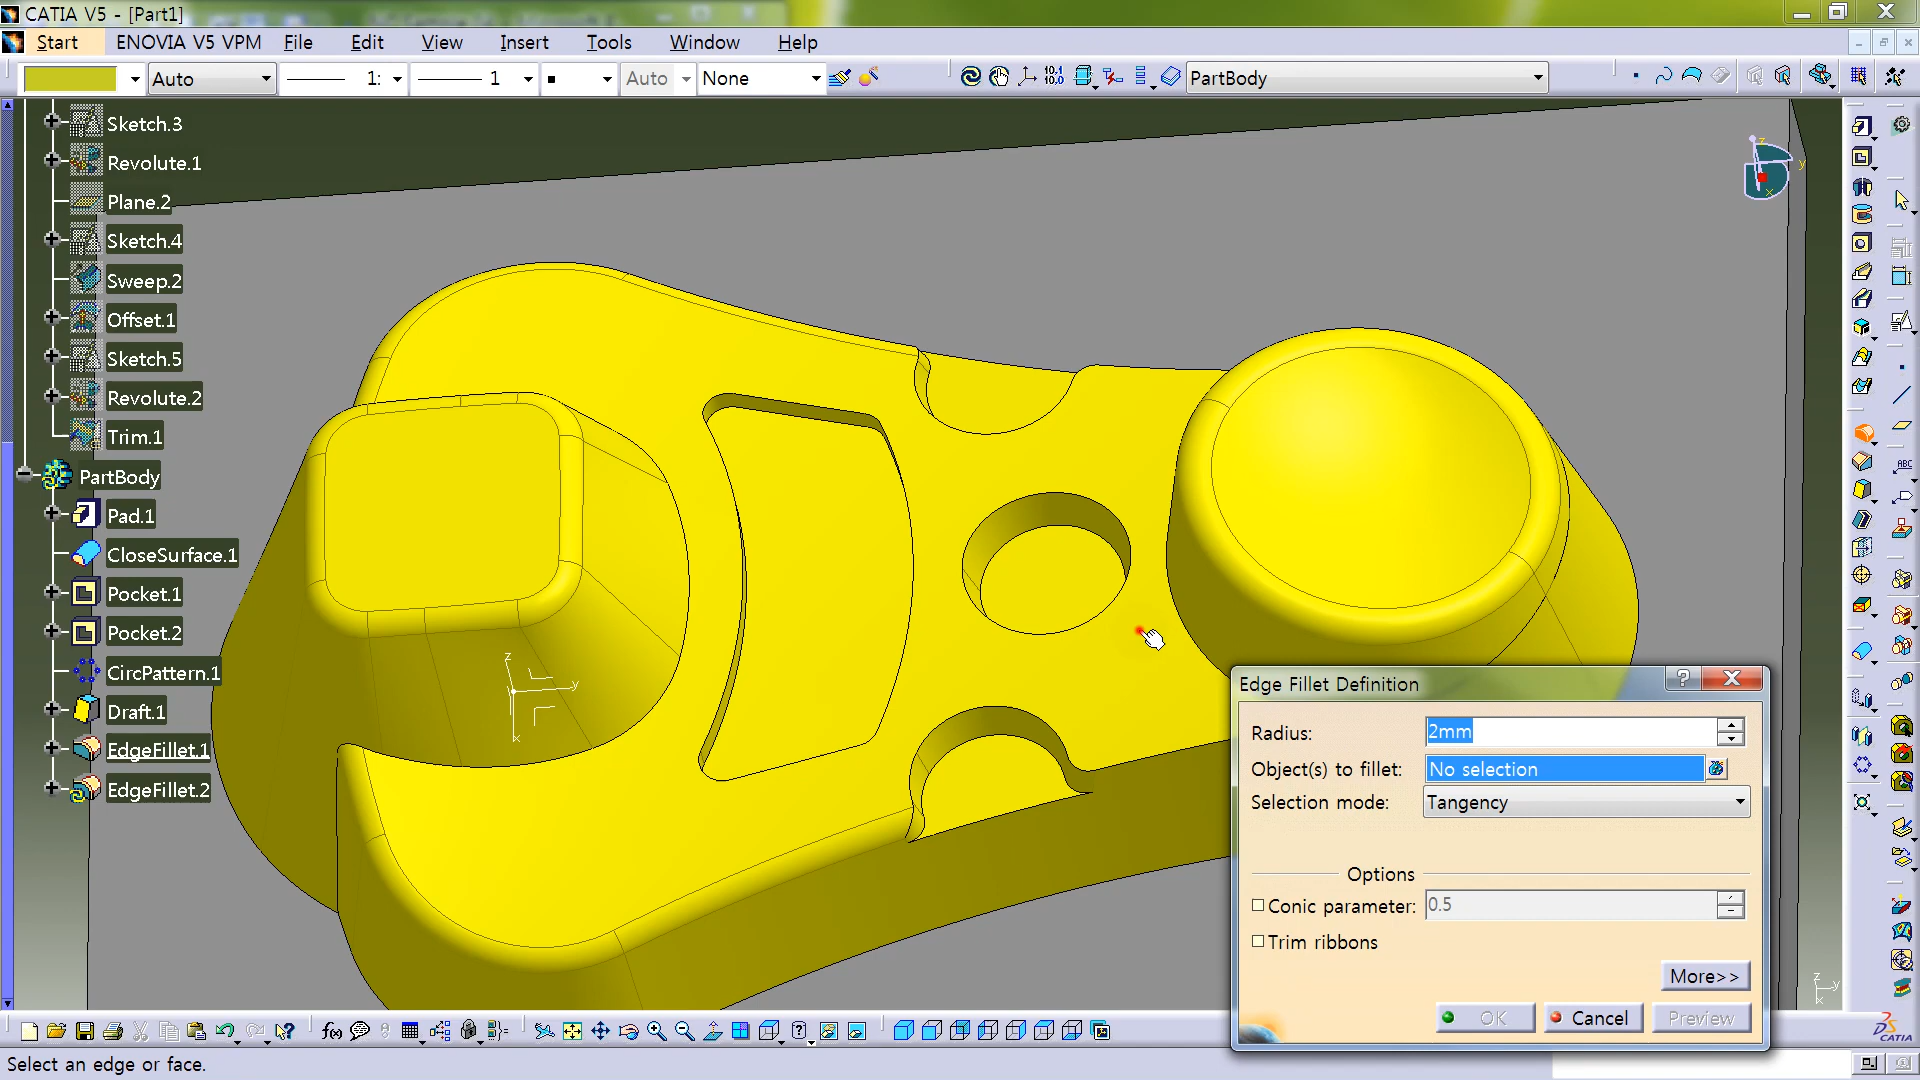 CATIA V5 - [Part1]
Start ENOVIA V5 VPM File Edit View Insert Tools Window Help
Auto 1: 1 Auto None PartBody
Sketch.3
Revolute.1
Plane.2
Sketch.4
Sweep.2
Offset.1
Sketch.5
Revolute.2
Trim.1
PartBody
Pad.1
CloseSurface.1
Pocket.1
Pocket.2
CircPattern.1
Draft.1
EdgeFillet.1
EdgeFillet.2
z
y
x
z
y
x
Edge Fillet Definition
Radius: 2mm
Object(s) to fillet: No selection
Selection mode: Tangency
Options
Conic parameter: 0.5
Trim ribbons
More>>
OK Cancel Preview
z
y
x
ABC
f(x)
CATIA
Select an edge or face.